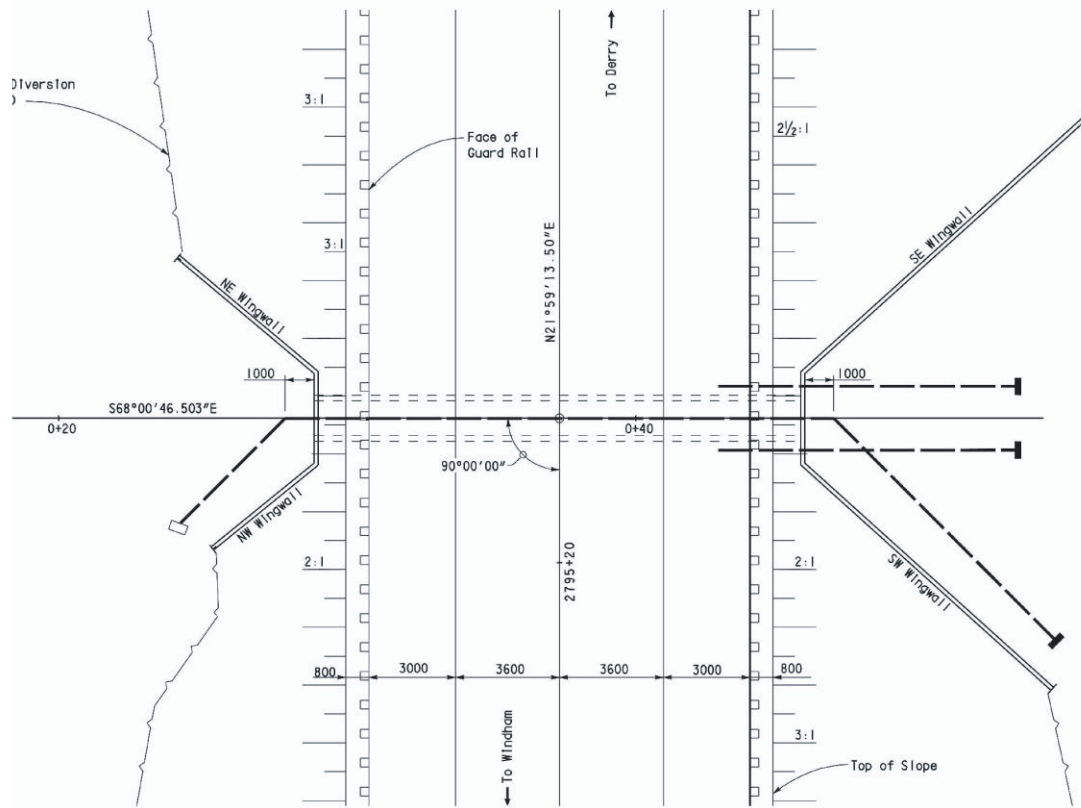 To Derry
Diversion
)
3:1
2½:1
Face of
Guard Rail
3:1
N21°59'13.50"E
SE Wingwall
NE Wingwall
1000
1000
S68°00'46.503"E
0+20
0+40
90°00'00"
NW Wingwall
2:1
2795+20
2:1
SW Wingwall
800
3000
3600
3600
3000
800
To Windham
3:1
Top of Slope